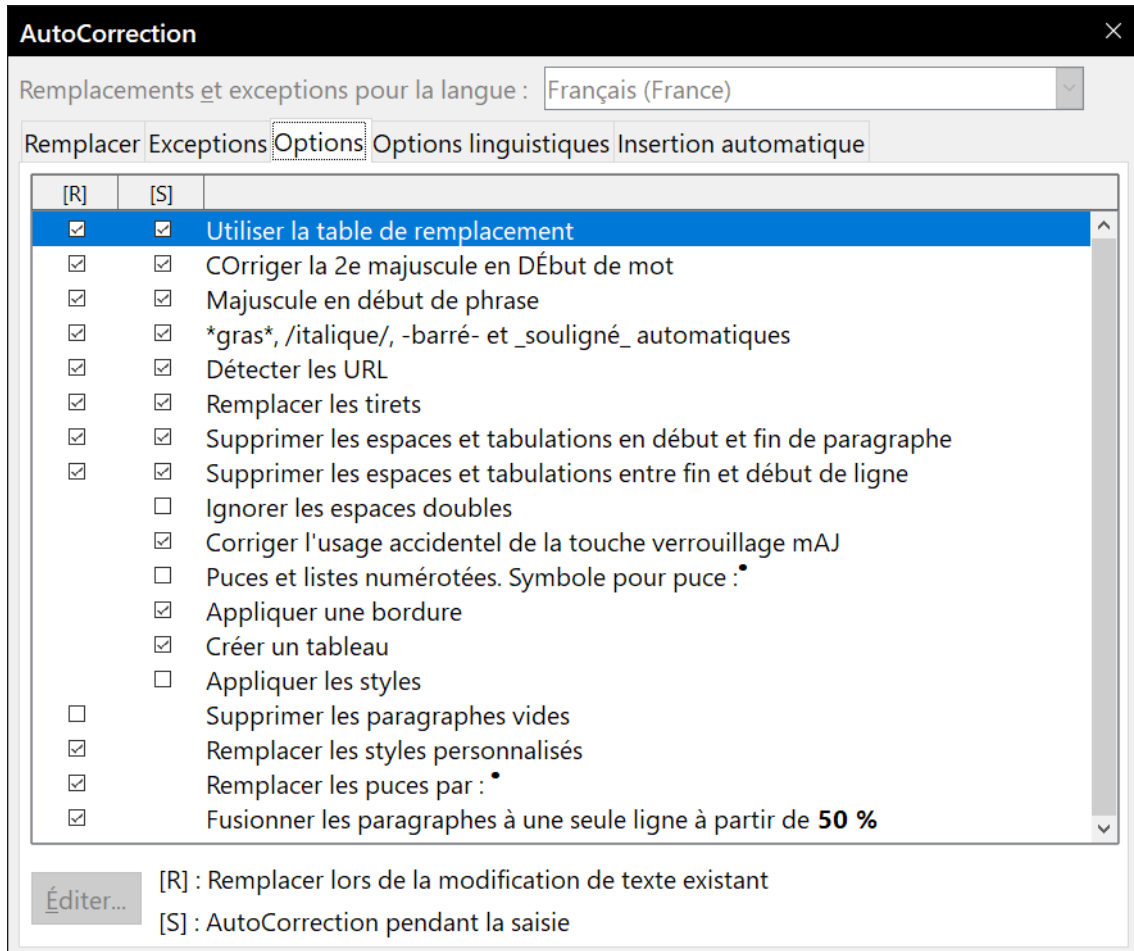 AutoCorrection
Remplacements et exceptions pour la langue : Français (France)
Remplacer Exceptions Options Options linguistiques Insertion automatique
[R] [S]
Utiliser la table de remplacement
COrriger la 2e majuscule en DÉbut de mot
Majuscule en début de phrase
*gras*, /italique/, -barré- et _souligné_ automatiques
Détecter les URL
Remplacer les tirets
Supprimer les espaces et tabulations en début et fin de paragraphe
Supprimer les espaces et tabulations entre fin et début de ligne
Ignorer les espaces doubles
Corriger l'usage accidentel de la touche verrouillage mAJ
Puces et listes numérotées. Symbole pour puce :•
Appliquer une bordure
Créer un tableau
Appliquer les styles
Supprimer les paragraphes vides
Remplacer les styles personnalisés
Remplacer les puces par : •
Fusionner les paragraphes à une seule ligne à partir de 50 %
Éditer...
[R] : Remplacer lors de la modification de texte existant
[S] : AutoCorrection pendant la saisie